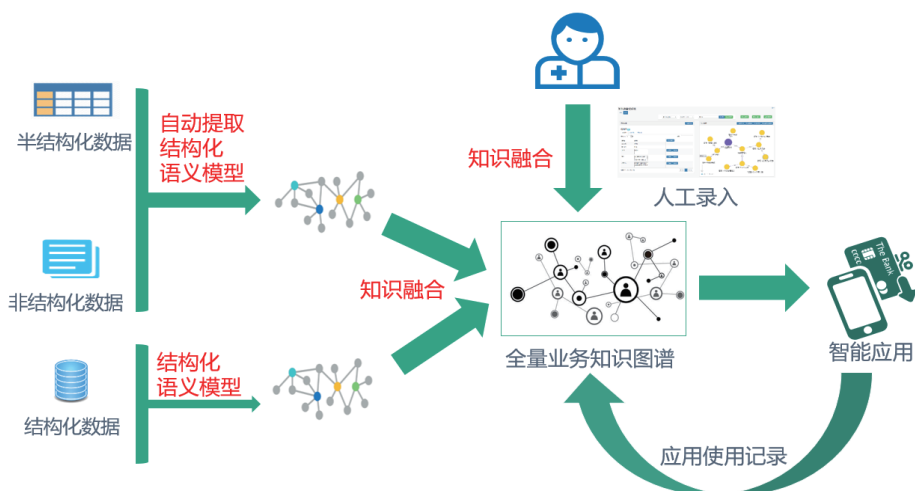 半结构化数据
自动提取
结构化
语义模型
非结构化数据
结构化
语义模型
结构化数据
知识融合
知识融合
人工录入
全量业务知识图谱
The Bank
智能应用
应用使用记录